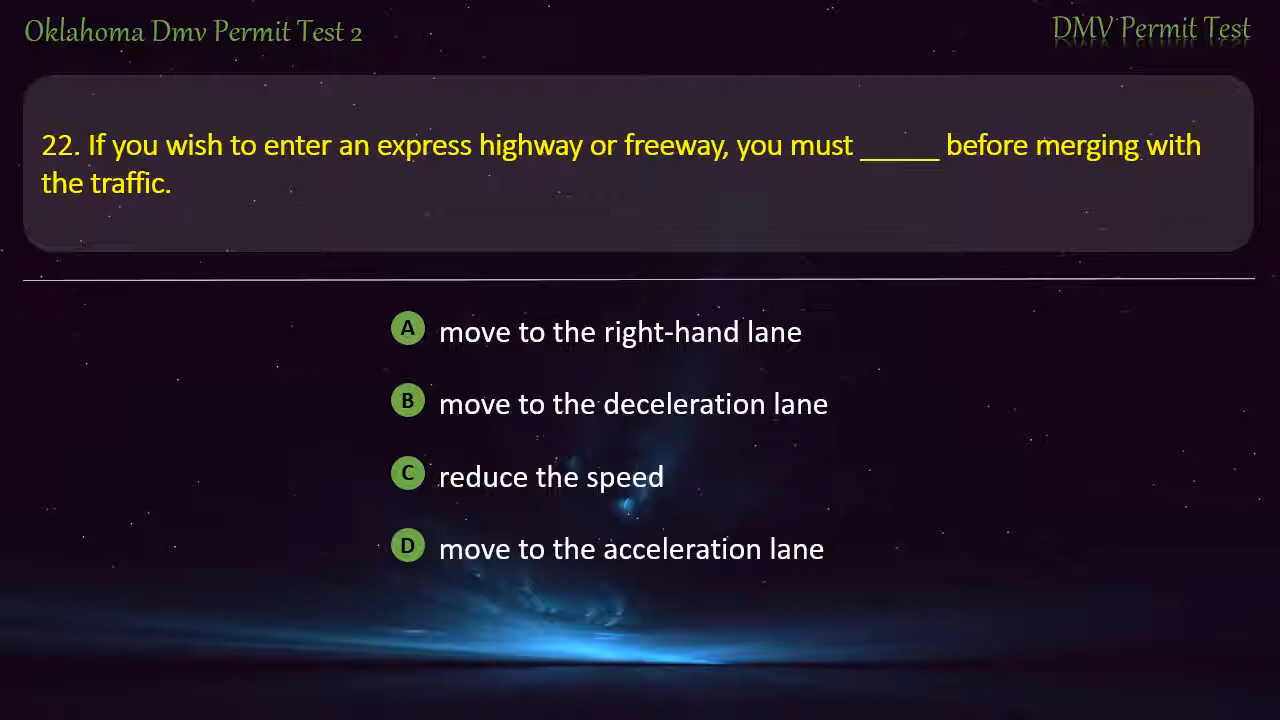 Oklahoma Dmv Permit Test 2
DMV Permit Test
22. If you wish to enter an express highway or freeway, you must _____ before merging with
the traffic.
A move to the right-hand lane
B move to the deceleration lane
C reduce the speed
D move to the acceleration lane